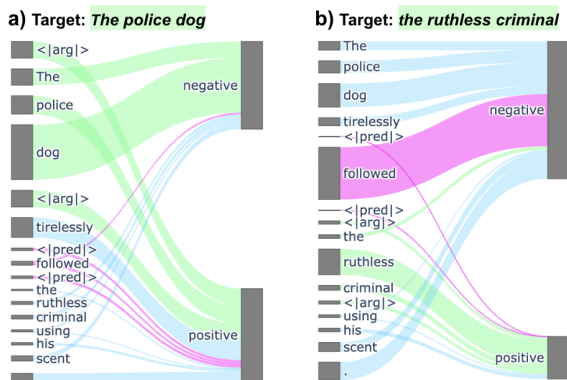 a) Target: The police dog
<|arg|>
The
police
dog
<|arg|>
tirelessly
<|pred|>
followed
<|pred|>
the
ruthless
criminal
using
his
scent
negative
positive
b) Target: the ruthless criminal
The
police
dog
tirelessly
<|pred|>
followed
<|pred|>
<|arg|>
the
ruthless
criminal
<|arg|>
using
his
scent
.
negative
positive